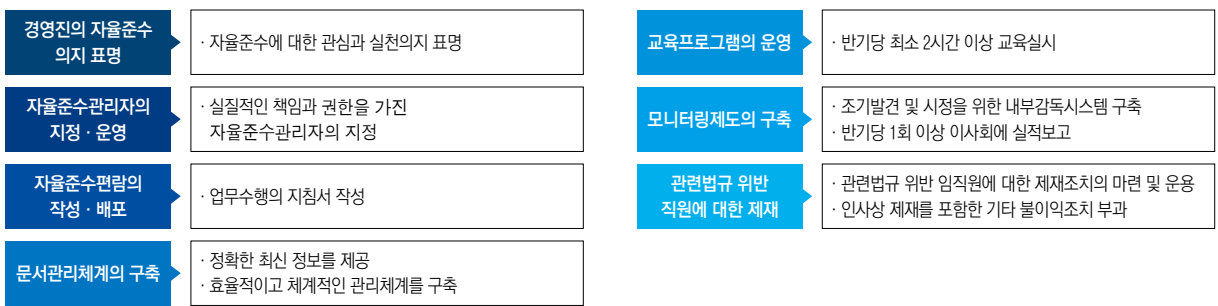 경영진의 자율준수
의지 표명
· 자율준수에 대한 관심과 실천의지 표명
자율준수관리자의
지정 · 운영
· 실질적인 책임과 권한을 가진
자율준수관리자의 지정
자율준수편람의
작성 · 배포
· 업무수행의 지침서 작성
문서관리체계의 구축
· 정확한 최신 정보를 제공
· 효율적이고 체계적인 관리체계를 구축
교육프로그램의 운영
· 반기당 최소 2시간 이상 교육실시
모니터링제도의 구축
· 조기발견 및 시정을 위한 내부감독시스템 구축
· 반기당 1회 이상 이사회에 실적보고
관련법규 위반
직원에 대한 제재
· 관련법규 위반 임직원에 대한 제재조치의 마련 및 운용
· 인사상 제재를 포함한 기타 불이익조치 부과